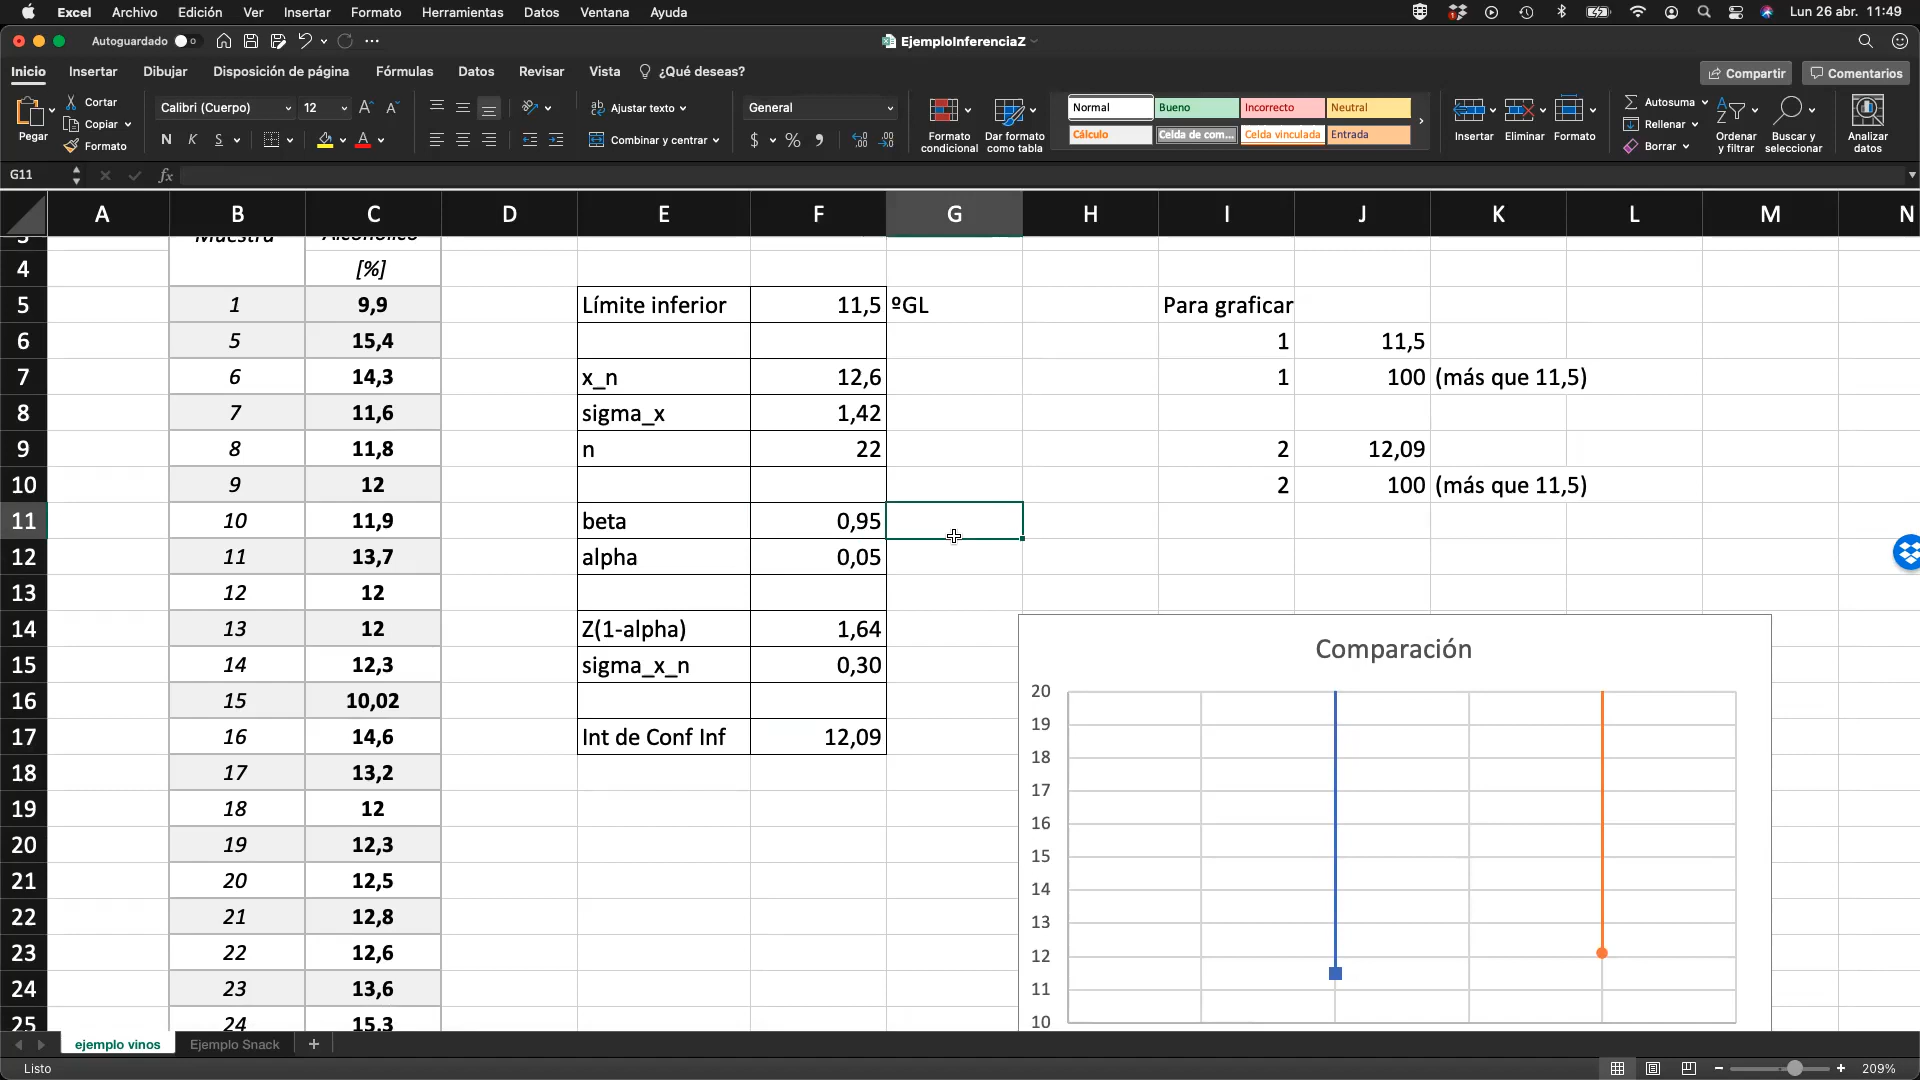 Excel Archivo Edición Ver Insertar Formato Herramientas Datos Ventana Ayuda
1
Lun 26 abr. 11:49
Autoguardado
EjemploInferenciaZ
Inicio Insertar Dibujar Disposición de página Fórmulas Datos Revisar Vista ¿Qué deseas?
Compartir Comentarios
Pegar
Cortar
Copiar
Formato
Calibri (Cuerpo) 12
N K S
Ajustar texto
Combinar y centrar
General
Formato condicional
Dar formato como tabla
Normal Bueno Incorrecto Neutral
Cálculo Celda de com... Celda vinculada Entrada
Insertar Eliminar Formato
Autosuma
Rellenar
Borrar
Ordenar y filtrar
Buscar y seleccionar
Analizar datos
G11 fx
A B C D E F G H I J K L M N
3 Muestra Alcohólico
4 [%]
5 1 9,9 Límite inferior 11,5 ºGL Para graficar
6 5 15,4 1 11,5
7 6 14,3 x_n 12,6 1 100 (más que 11,5)
8 7 11,6 sigma_x 1,42
9 8 11,8 n 22 2 12,09
10 9 12 2 100 (más que 11,5)
11 10 11,9 beta 0,95
12 11 13,7 alpha 0,05
13 12 12
14 13 12 Z(1-alpha) 1,64
15 14 12,3 sigma_x_n 0,30
16 15 10,02
17 16 14,6 Int de Conf Inf 12,09
18 17 13,2
19 18 12
20 19 12,3
21 20 12,5
22 21 12,8
23 22 12,6
24 23 13,6
25 24 15,3
Comparación
20
19
18
17
16
15
14
13
12
11
10
ejemplo vinos Ejemplo Snack
Listo
209%